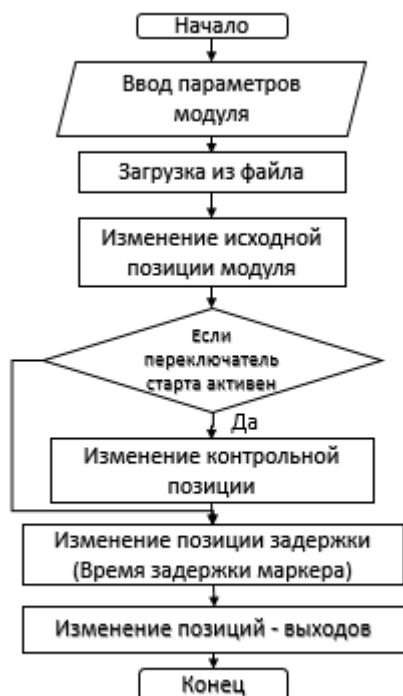 Начало
Ввод параметров
модуля
Загрузка из файла
Изменение исходной
позиции модуля
Если
переключатель
старта активен
Да
Изменение контрольной
позиции
Изменение позиции задержки
(Время задержки маркера)
Изменение позиций - выходов
Конец